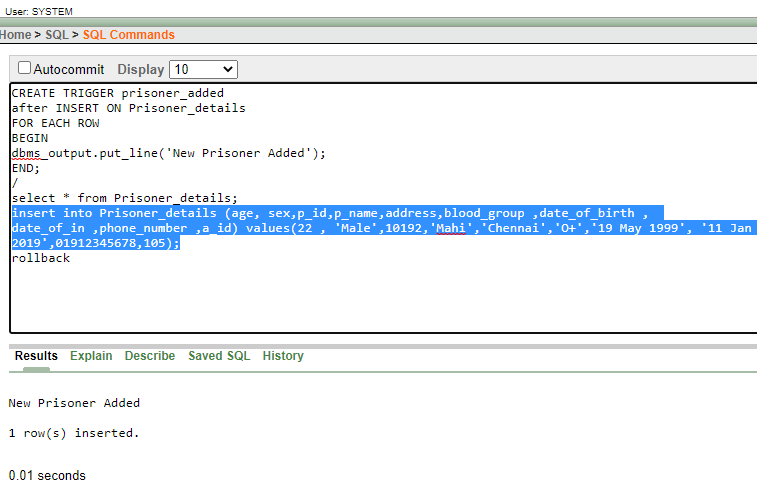 User: SYSTEM
Home > SQL > SQL Commands
Autocommit Display 10
CREATE TRIGGER prisoner_added
after INSERT ON Prisoner_details
FOR EACH ROW
BEGIN
dbms_output.put_line('New Prisoner Added');
END;
/
select * from Prisoner_details;
insert into Prisoner_details (age, sex,p_id,p_name,address,blood_group ,date_of_birth ,
date_of_in ,phone_number ,a_id) values(22 , 'Male',10192,'Mahi','Chennai','O+','19 May 1999', '11 Jan
2019',01912345678,105);
rollback
Results Explain Describe Saved SQL History
New Prisoner Added
1 row(s) inserted.
0.01 seconds